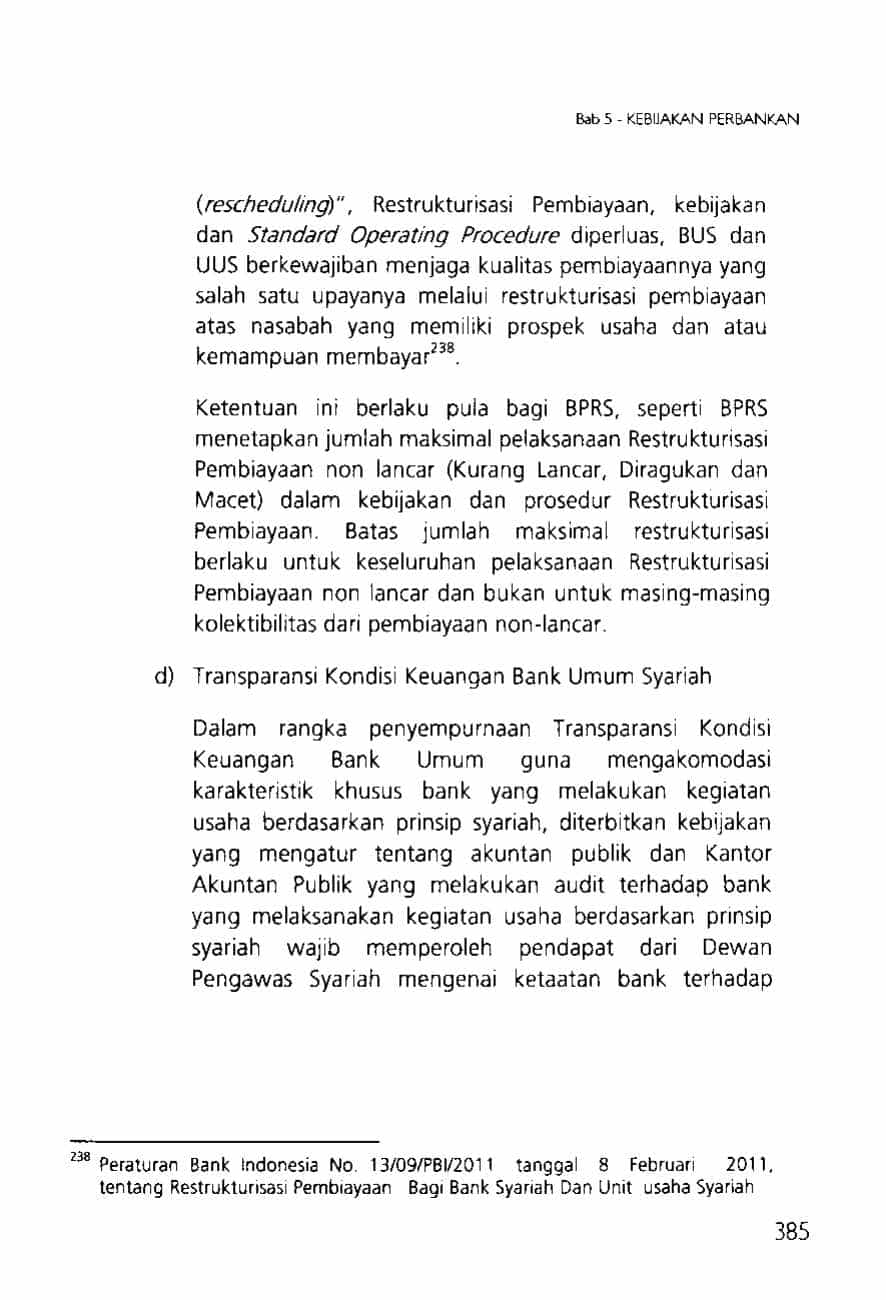 Bab 5 - KEBIJAKAN PERBANKAN
(rescheduling)", Restrukturisasi Pembiayaan, kebijakan
dan Standard Operating Procedure diperluas, BUS dan
UUS berkewajiban menjaga kualitas pembiayaannya yang
salah satu upayanya melalui restrukturisasi pembiayaan
atas nasabah yang memiliki prospek usaha dan atau
kemampuan membayar238.
Ketentuan ini berlaku pula bagi BPRS, seperti BPRS
menetapkan jumlah maksimal pelaksanaan Restrukturisasi
Pembiayaan non lancar (Kurang Lancar, Diragukan dan
Macet) dalam kebijakan dan prosedur Restrukturisasi
Pembiayaan. Batas jumlah maksimal restrukturisasi
berlaku untuk keseluruhan pelaksanaan Restrukturisasi
Pembiayaan non lancar dan bukan untuk masing-masing
kolektibilitas dari pembiayaan non-lancar.
d) Transparansi Kondisi Keuangan Bank Umum Syariah
Dalam rangka penyempurnaan Transparansi Kondisi
Keuangan Bank Umum guna mengakomodasi
karakteristik khusus bank yang melakukan kegiatan
usaha berdasarkan prinsip syariah, diterbitkan kebijakan
yang mengatur tentang akuntan publik dan Kantor
Akuntan Publik yang melakukan audit terhadap bank
yang melaksanakan kegiatan usaha berdasarkan prinsip
syariah wajib memperoleh pendapat dari Dewan
Pengawas Syariah mengenai ketaatan bank terhadap
238 Peraturan Bank Indonesia No. 13/09/PBI/2011 tanggal 8 Februari 2011,
tentang Restrukturisasi Pembiayaan Bagi Bank Syariah Dan Unit usaha Syariah
385